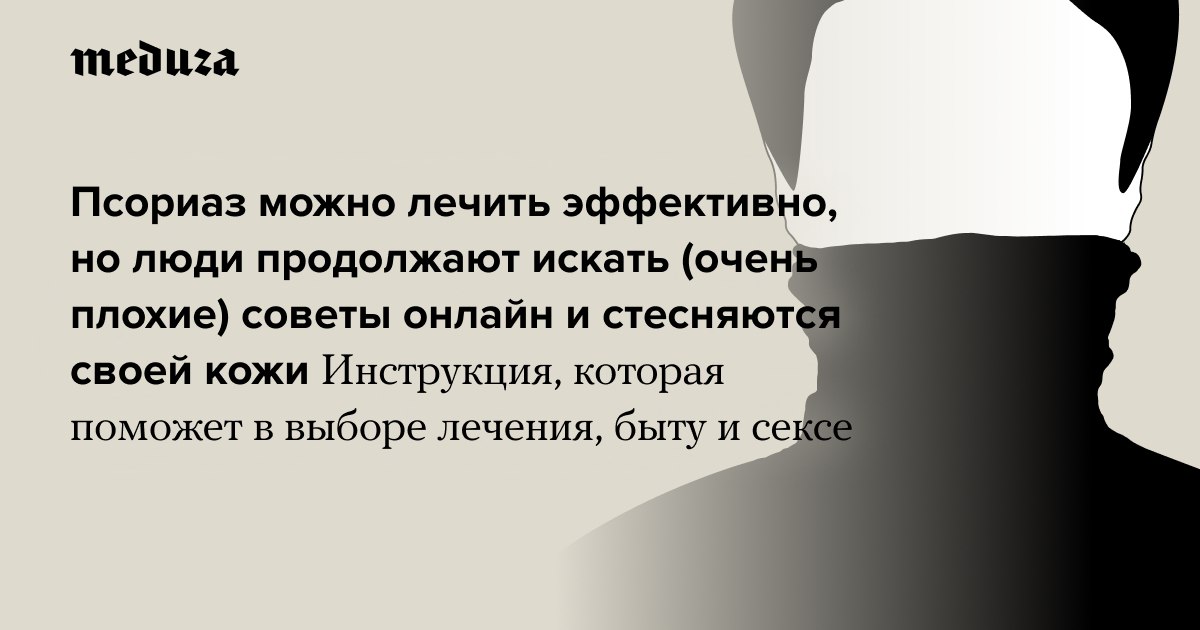 meduza
Псориаз можно лечить эффективно,
но люди продолжают искать (очень
плохие) советы онлайн и стесняются
своей кожи Инструкция, которая
поможет в выборе лечения, быту и сексе